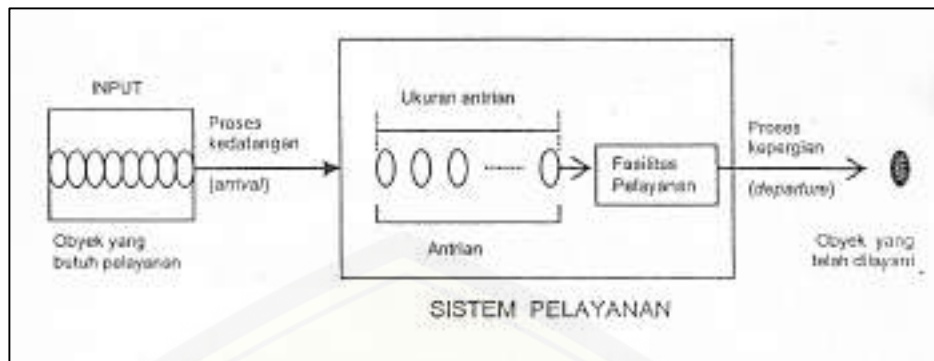 INPUT
Obyek yang
butuh pelayanan
Proses
kedatangan
(arrival)
Ukuran antrian
Antrian
Fasilitas
Pelayanan
SISTEM PELAYANAN
Proses
kepergian
(departure)
Obyek yang
telah dilayani